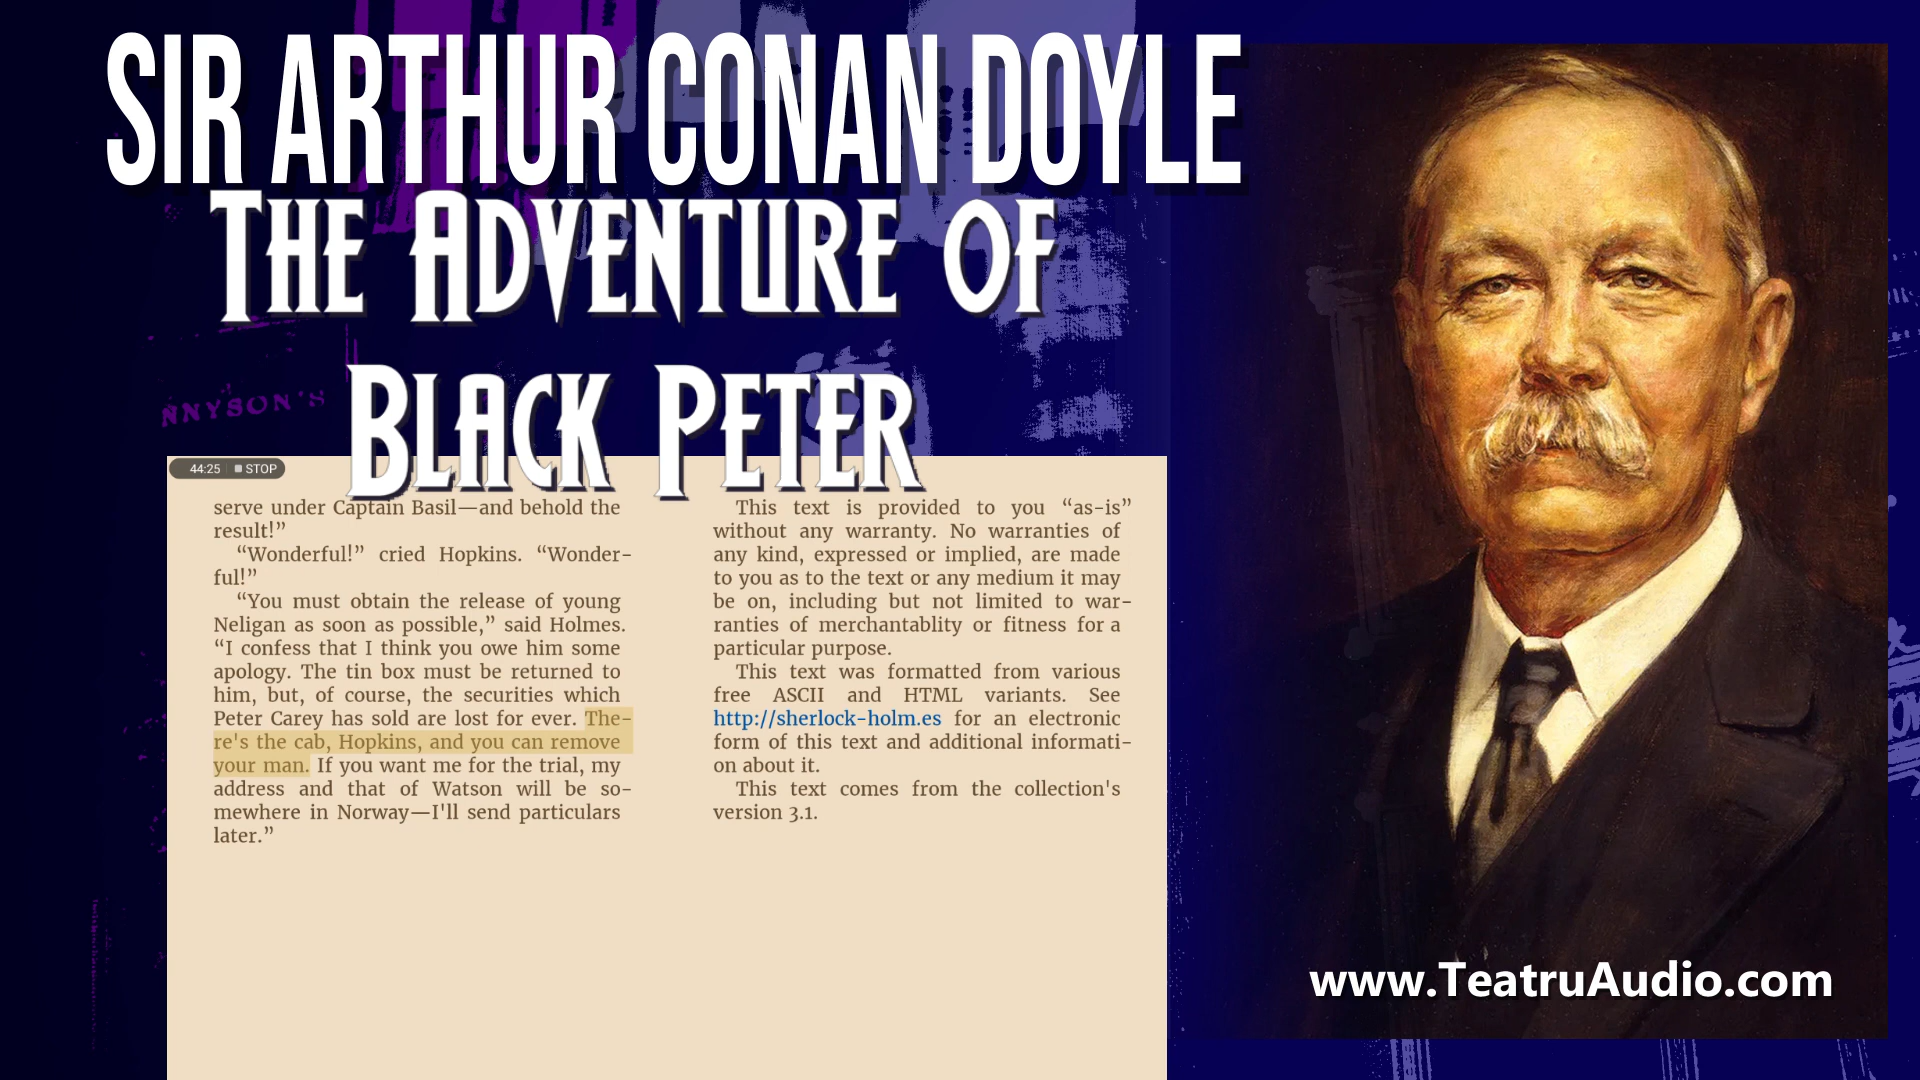 SIR ARTHUR CONAN DOYLE
THE ADVENTURE OF
BLACK PETER
NNYSON'S
44:25 STOP
serve under Captain Basil—and behold the
result!”
“Wonderful!” cried Hopkins. “Wonder-
ful!”
“You must obtain the release of young
Neligan as soon as possible,” said Holmes.
“I confess that I think you owe him some
apology. The tin box must be returned to
him, but, of course, the securities which
Peter Carey has sold are lost for ever. The-
re's the cab, Hopkins, and you can remove
your man. If you want me for the trial, my
address and that of Watson will be so-
mewhere in Norway—I'll send particulars
later.”
This text is provided to you “as-is”
without any warranty. No warranties of
any kind, expressed or implied, are made
to you as to the text or any medium it may
be on, including but not limited to war-
ranties of merchantablity or fitness for a
particular purpose.
This text was formatted from various
free ASCII and HTML variants. See
http://sherlock-holm.es for an electronic
form of this text and additional informati-
on about it.
This text comes from the collection's
version 3.1.
www.TeatruAudio.com